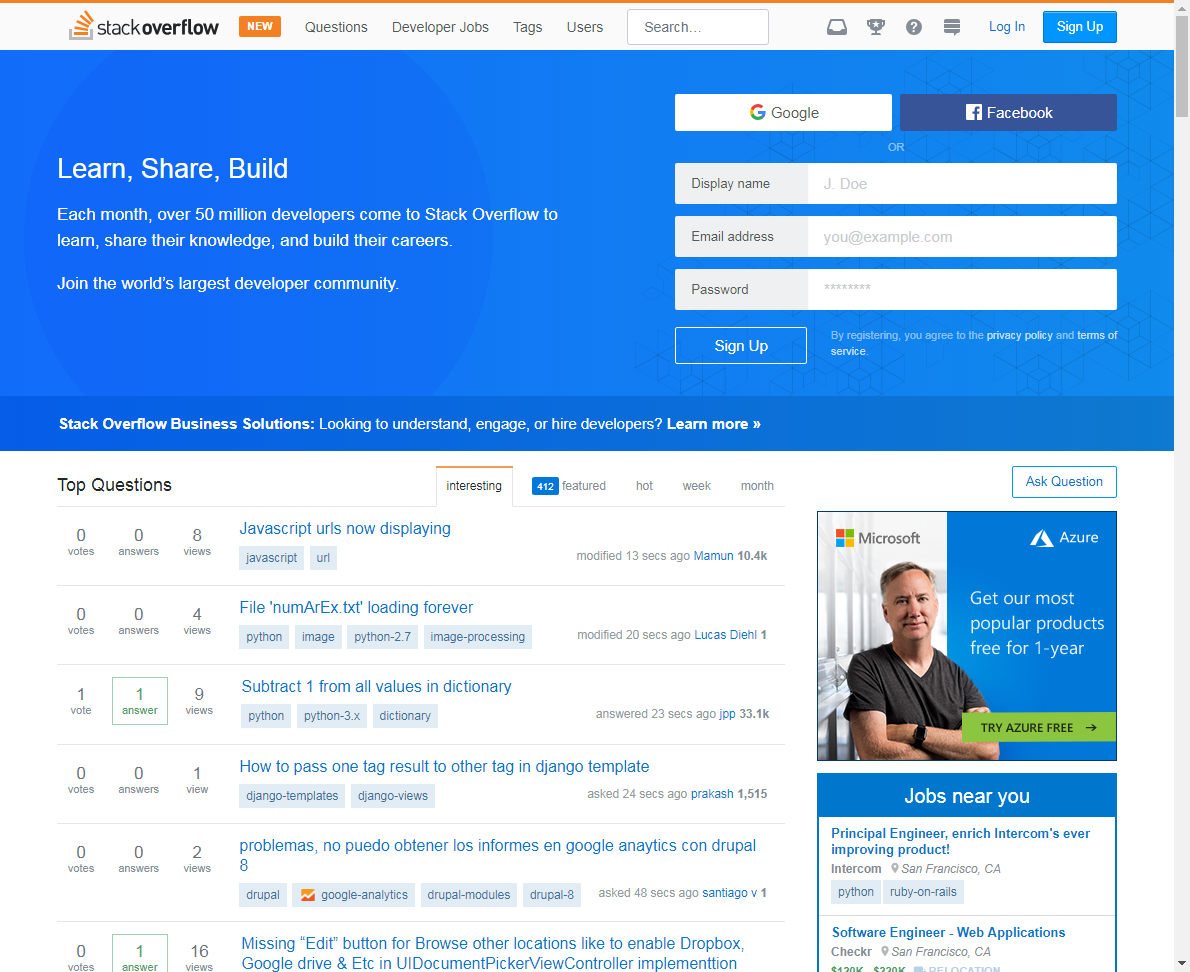 stackoverflow NEW Questions Developer Jobs Tags Users Search... Log In Sign Up
Google Facebook
OR
Learn, Share, Build
Display name J. Doe
Each month, over 50 million developers come to Stack Overflow to
learn, share their knowledge, and build their careers.
Email address you@example.com
Join the world's largest developer community.
Password ********
Sign Up
By registering, you agree to the privacy policy and terms
of service.
Stack Overflow Business Solutions: Looking to understand, engage, or hire developers? Learn more »
Top Questions interesting 412 featured hot week month
Ask Question
0 votes 0 answers 8 views
Javascript urls now displaying
javascript url
modified 13 secs ago Mamun 10.4k
0 votes 0 answers 4 views
File 'numArEx.txt' loading forever
python image python-2.7 image-processing
modified 20 secs ago Lucas Diehl 1
1 vote 1 answer 9 views
Subtract 1 from all values in dictionary
python python-3.x dictionary
answered 23 secs ago jpp 33.1k
0 votes 0 answers 1 view
How to pass one tag result to other tag in django template
django-templates django-views
asked 24 secs ago prakash 1,515
0 votes 0 answers 2 views
problemas, no puedo obtener los informes en google anaytics con drupal
8
drupal google-analytics drupal-modules drupal-8
asked 48 secs ago santiago v 1
0 votes 1 answer 16 views
Missing “Edit” button for Browse other locations like to enable Dropbox,
Google drive & Etc in UIDocumentPickerViewController implementtion
Microsoft Azure
Get our most
popular products
free for 1-year
TRY AZURE FREE →
Jobs near you
Principal Engineer, enrich Intercom's ever
improving product!
Intercom San Francisco, CA
python ruby-on-rails
Software Engineer - Web Applications
Checkr San Francisco, CA
$130K - $220K RELOCATION